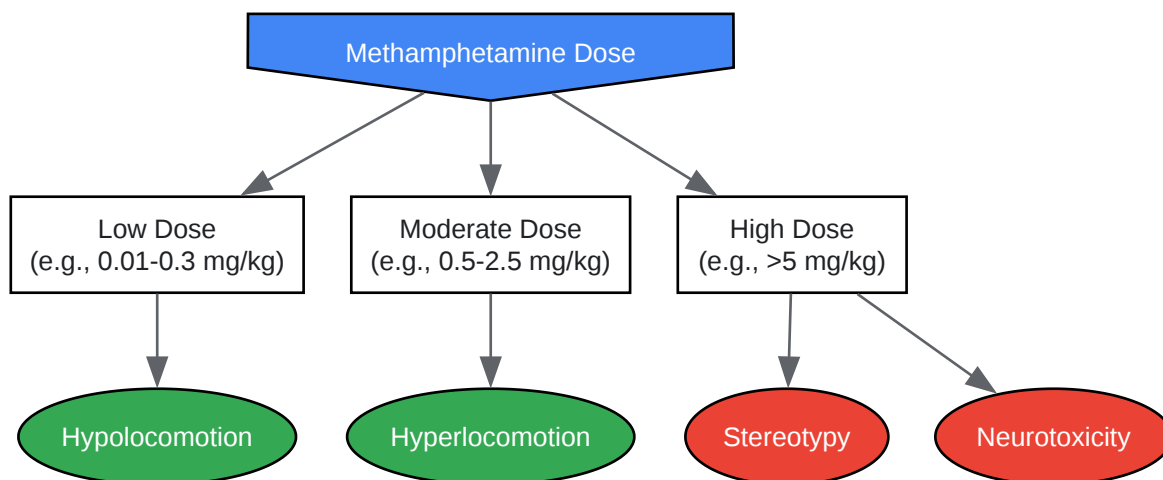 Methamphetamine Dose
Low Dose
(e.g., 0.01-0.3 mg/kg)
Moderate Dose
(e.g., 0.5-2.5 mg/kg)
High Dose
(e.g., >5 mg/kg)
Hypolocomotion
Hyperlocomotion
Stereotypy
Neurotoxicity